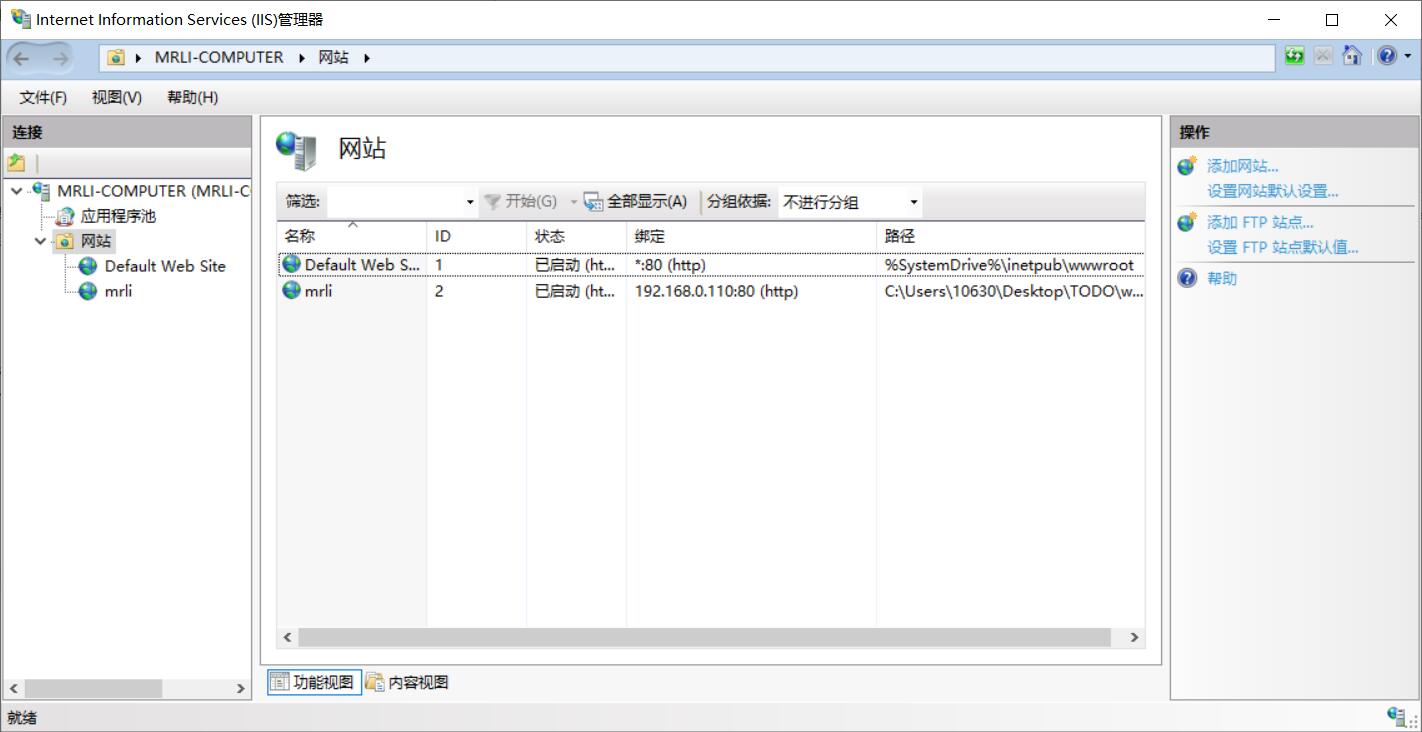 Internet Information Services (IIS)管理器
MRLI-COMPUTER 网站
文件(F) 视图(V) 帮助(H)
连接
MRLI-COMPUTER (MRLI-C
应用程序池
网站
Default Web Site
mrli
网站
筛选: 开始(G) 全部显示(A) 分组依据: 不进行分组
名称 ID 状态 绑定 路径
Default Web S... 1 已启动 (ht... *:80 (http) %SystemDrive%\inetpub\wwwroot
mrli 2 已启动 (ht... 192.168.0.110:80 (http) C:\Users\10630\Desktop\TODO\w...
功能视图 内容视图
操作
添加网站...
设置网站默认设置...
添加 FTP 站点...
设置 FTP 站点默认值...
帮助
就绪